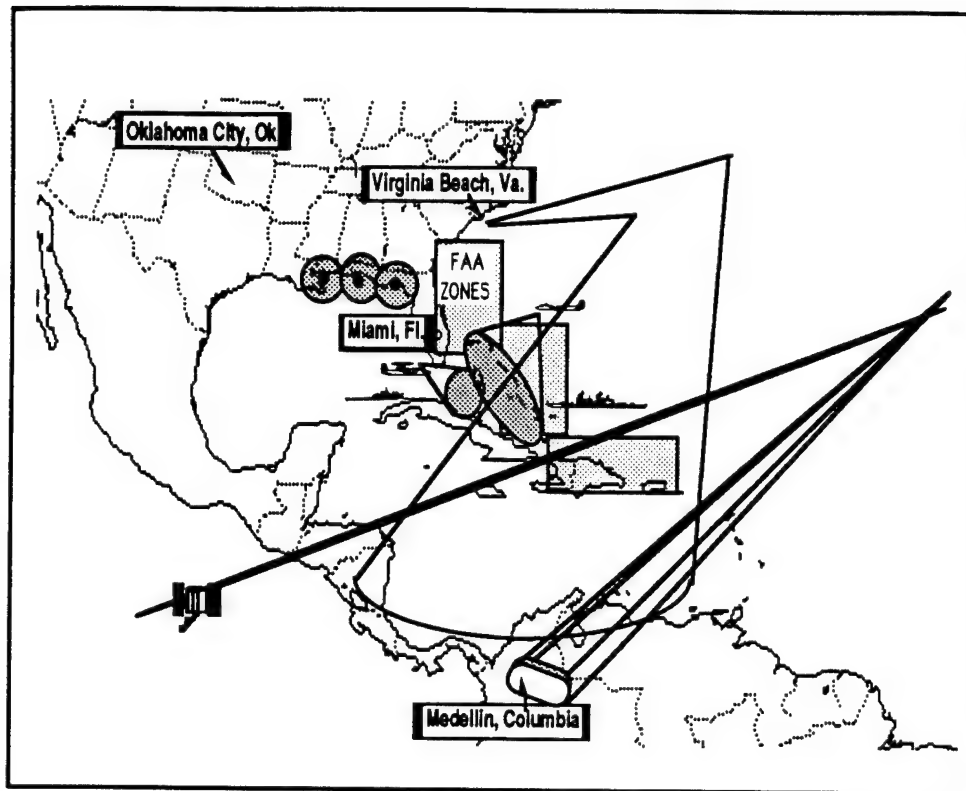 Oklahoma City, Ok
Virginia Beach, Va.
FAA
ZONES
Miami, Fl.
Medellin, Columbia